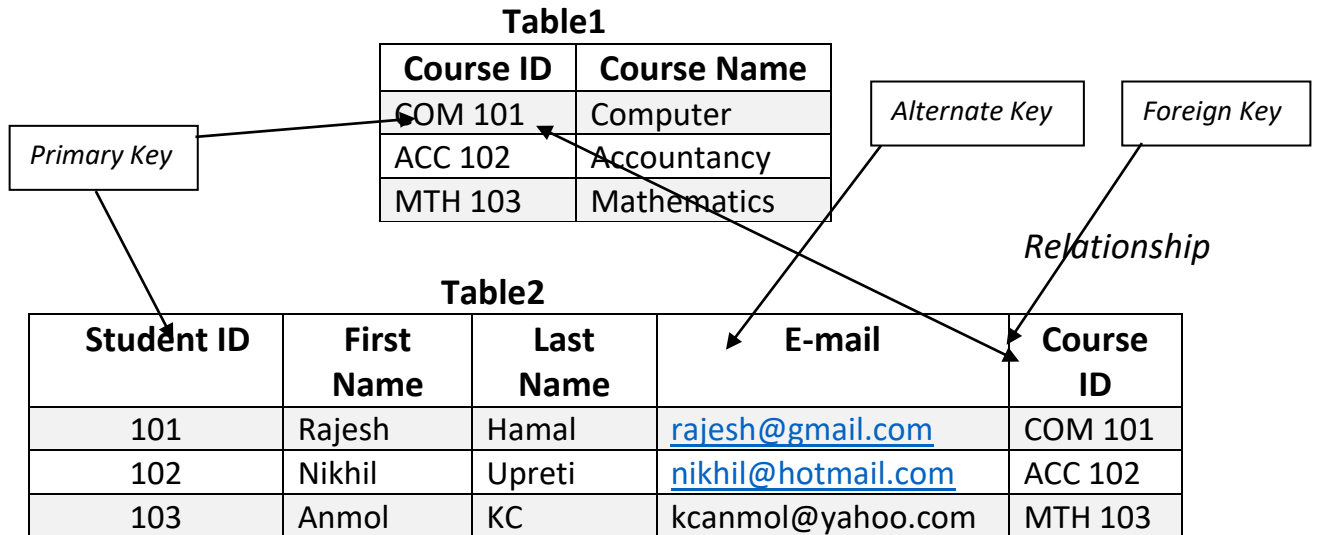 Table1
Course ID Course Name
COM 101 Computer
ACC 102 Accountancy
MTH 103 Mathematics
Primary Key
Alternate Key
Foreign Key
Relationship
Table2
Student ID First Name Last Name E-mail Course ID
101 Rajesh Hamal rajesh@gmail.com COM 101
102 Nikhil Upreti nikhil@hotmail.com ACC 102
103 Anmol KC kcanmol@yahoo.com MTH 103